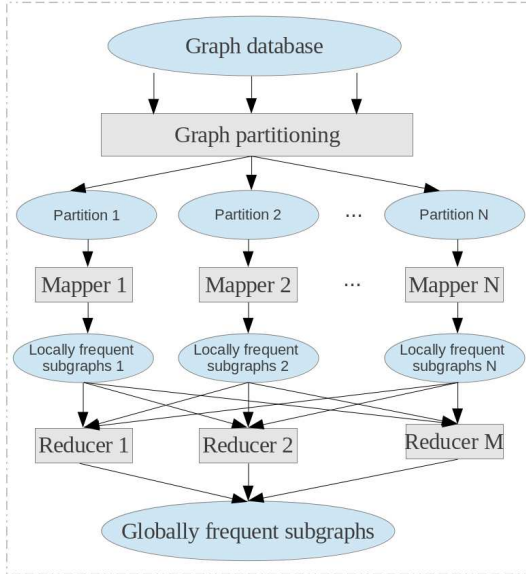 Graph database
Graph partitioning
Partition 1
Partition 2
...
Partition N
Mapper 1
Mapper 2
...
Mapper N
Locally frequent
subgraphs 1
Locally frequent
subgraphs 2
Locally frequent
subgraphs N
Reducer 1
Reducer 2
Reducer M
Globally frequent subgraphs